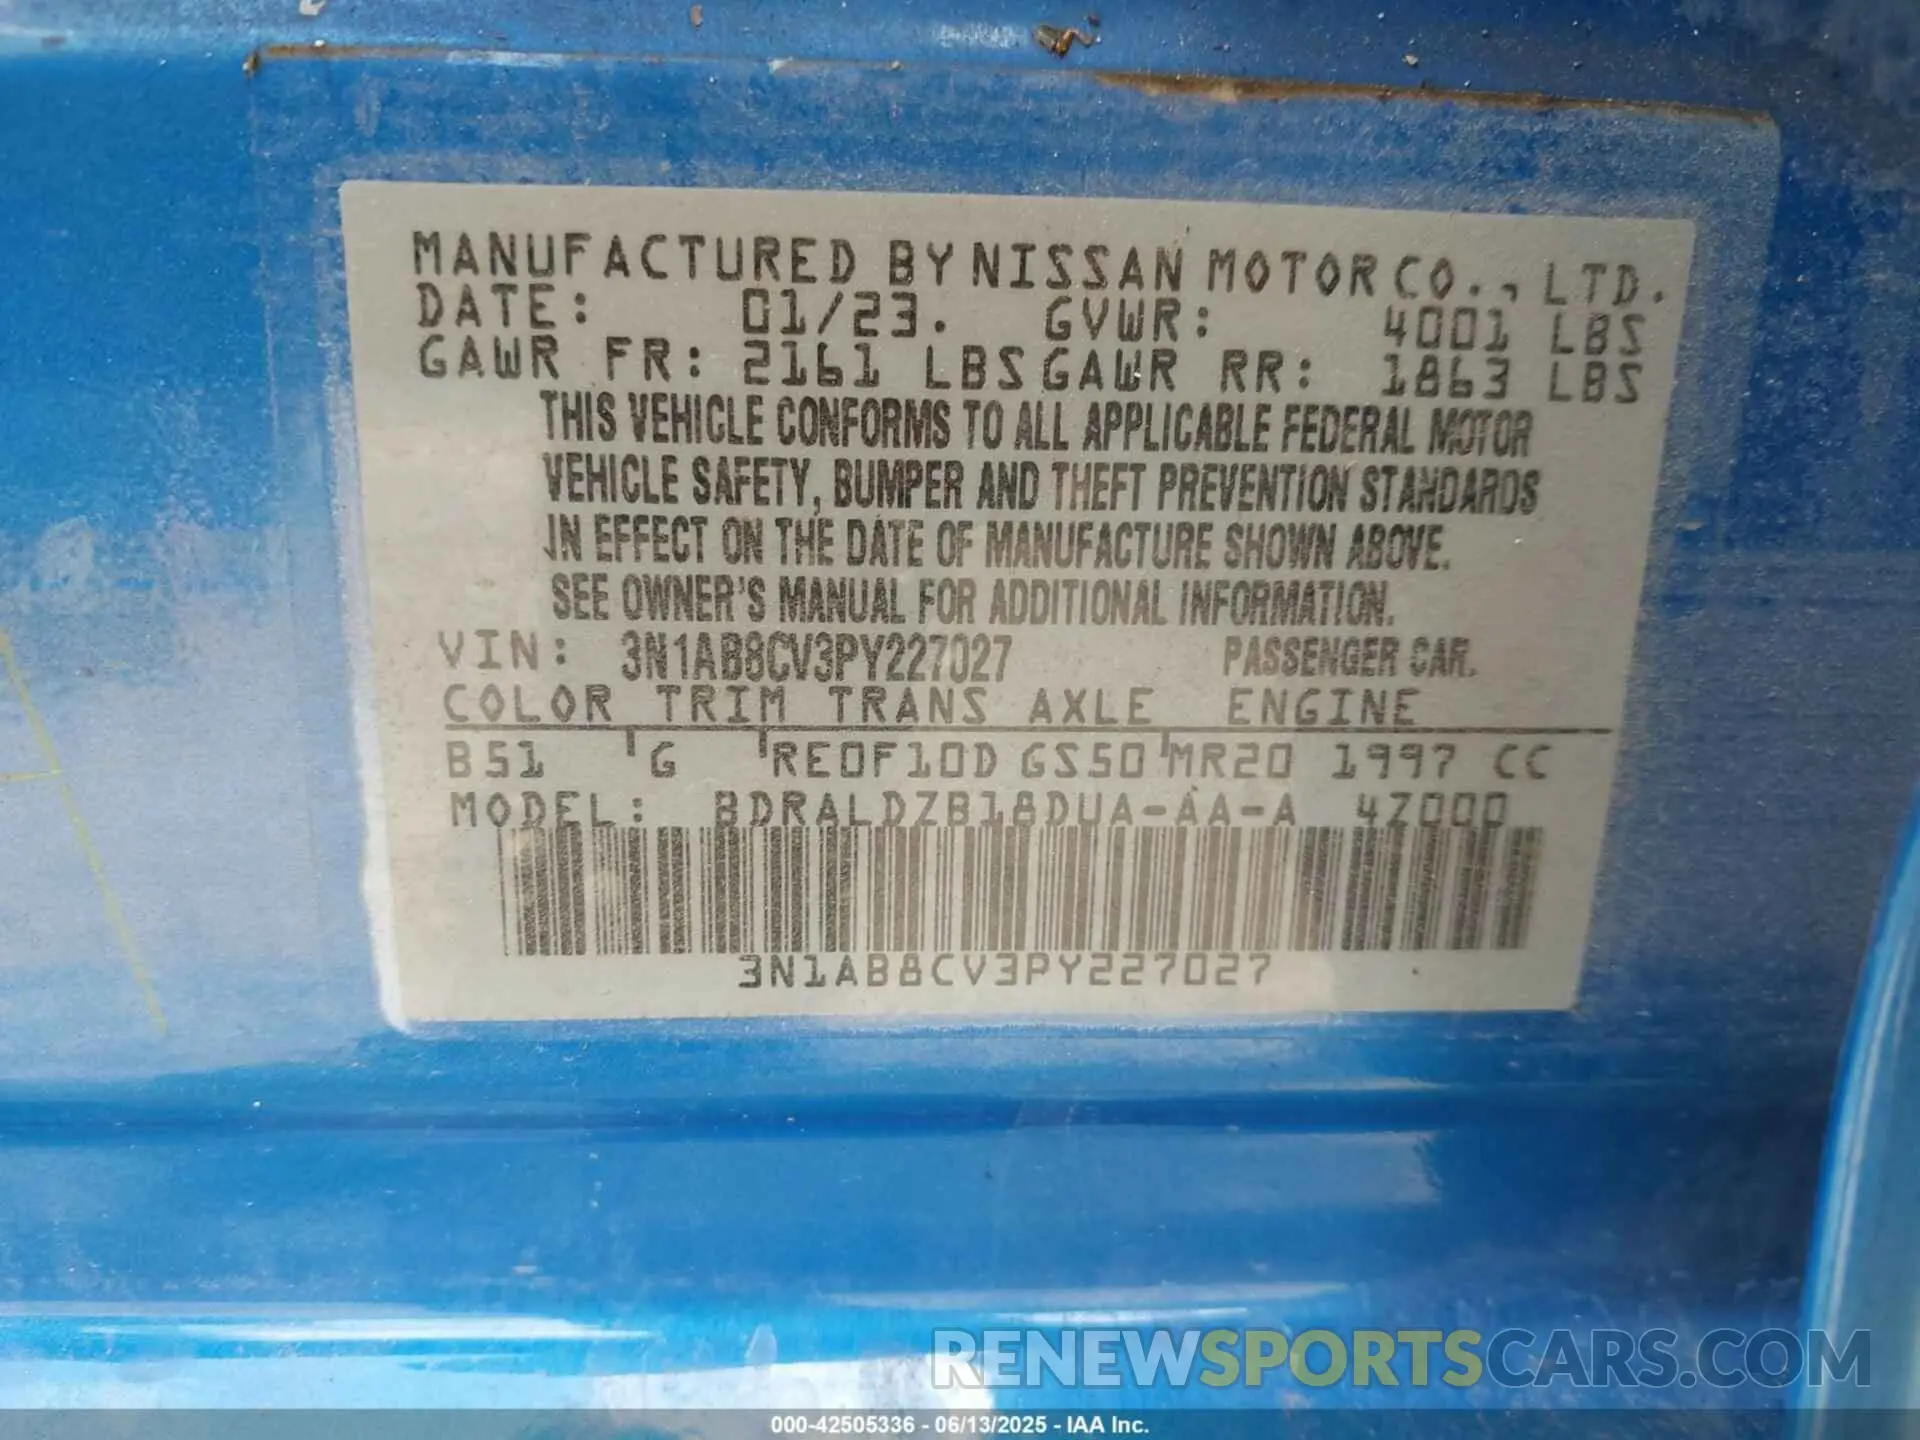 MANUFACTURED BY NISSAN MOTOR CO., LTD.
DATE: 01/23. GVWR: 4001 LBS
GAWR FR: 2161 LBS GAWR RR: 1863 LBS
THIS VEHICLE CONFORMS TO ALL APPLICABLE FEDERAL MOTOR
VEHICLE SAFETY, BUMPER AND THEFT PREVENTION STANDARDS
IN EFFECT ON THE DATE OF MANUFACTURE SHOWN ABOVE.
SEE OWNER'S MANUAL FOR ADDITIONAL INFORMATION.
VIN: 3N1AB8CV3PY227027 PASSENGER CAR.
COLOR TRIM TRANS AXLE ENGINE
B51 G RE0F10D GS50 MR20 1997 CC
MODEL: BDRALDZB18DUA-AA-A 4Z000
3N1AB8CV3PY227027
RENEWSPORTSCARS.COM
000-42505336 - 06/13/2025 - IAA Inc.